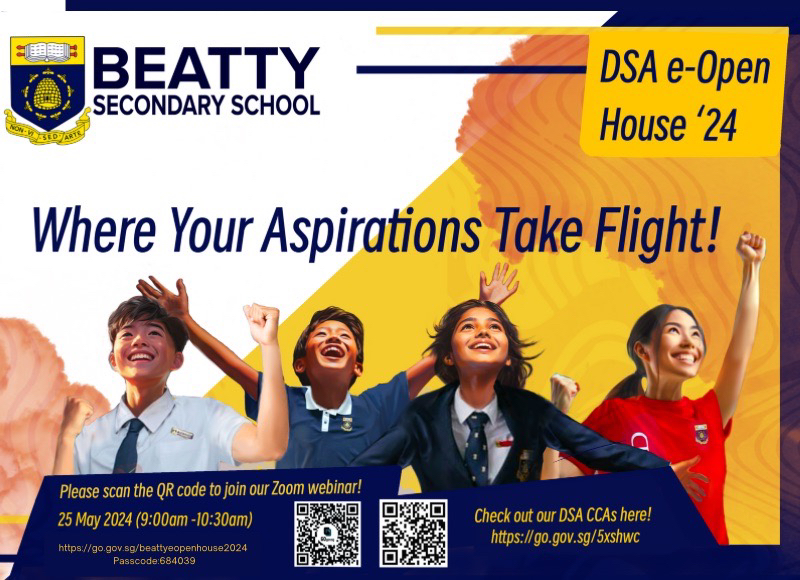 BEATTY
SECONDARY SCHOOL
NON VI SED ARTE
DSA e-Open
House ‘24
Where Your Aspirations Take Flight!
Please scan the QR code to join our Zoom webinar!
25 May 2024 (9:00am -10:30am)
https://go.gov.sg/beattyeopenhouse2024
Passcode:684039
Check out our DSA CCAs here!
https://go.gov.sg/5xshwc